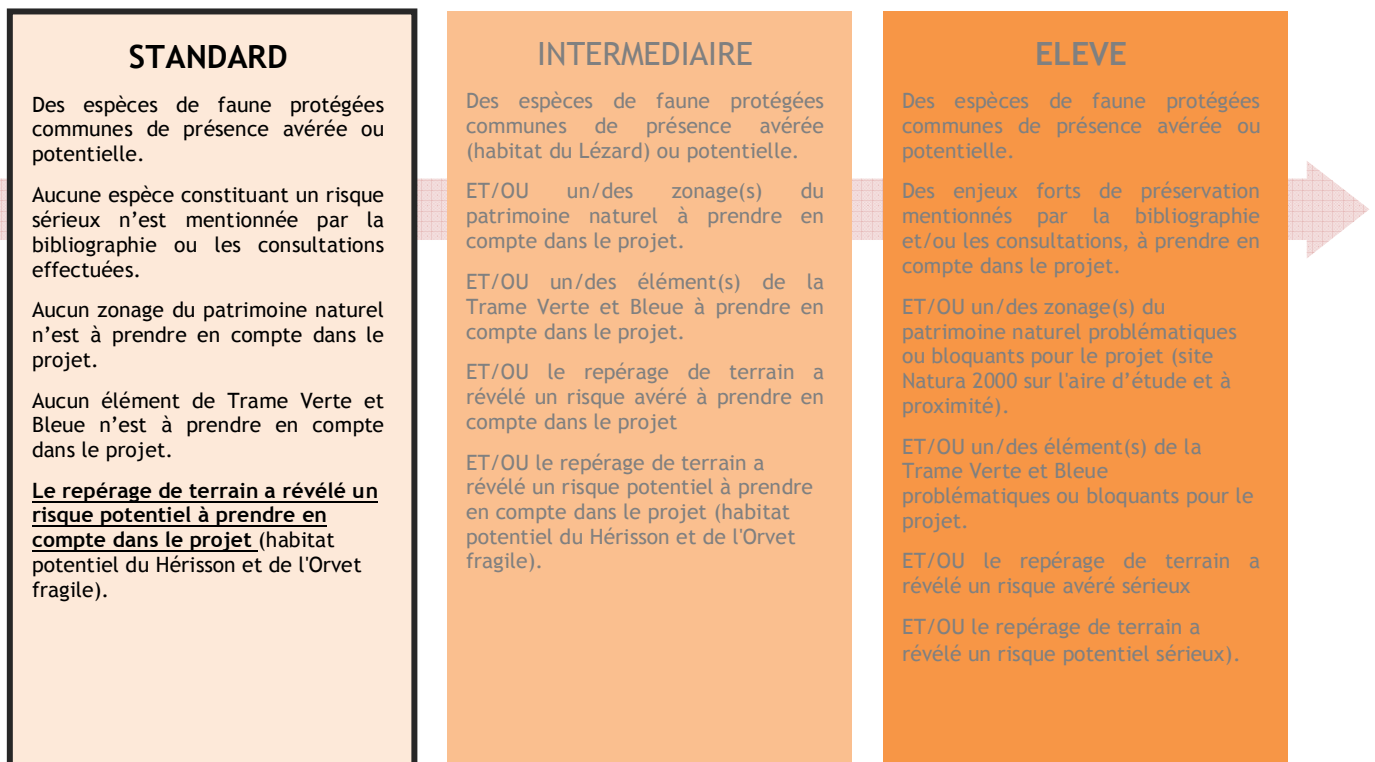 STANDARD
Des espèces de faune protégées
communes de présence avérée ou
potentielle.
Aucune espèce constituant un risque
sérieux n’est mentionnée par la
bibliographie ou les consultations
effectuées.
Aucun zonage du patrimoine naturel
n’est à prendre en compte dans le
projet.
Aucun élément de Trame Verte et
Bleue n’est à prendre en compte
dans le projet.
Le repérage de terrain a révélé un
risque potentiel à prendre en
compte dans le projet (habitat
potentiel du Hérisson et de l'Orvet
fragile).
INTERMEDIAIRE
Des espèces de faune protégées
communes de présence avérée
(habitat du Lézard) ou potentielle.
ET/OU un/des zonage(s) du
patrimoine naturel à prendre en
compte dans le projet.
ET/OU un/des élément(s) de la
Trame Verte et Bleue à prendre en
compte dans le projet.
ET/OU le repérage de terrain a
révélé un risque avéré à prendre en
compte dans le projet
ET/OU le repérage de terrain a
révélé un risque potentiel à prendre
en compte dans le projet (habitat
potentiel du Hérisson et de l'Orvet
fragile).
ELEVE
Des espèces de faune protégées
communes de présence avérée ou
potentielle.
Des enjeux forts de préservation
mentionnés par la bibliographie
et/ou les consultations, à prendre en
compte dans le projet.
ET/OU un/des zonage(s) du
patrimoine naturel problématiques
ou bloquants pour le projet (site
Natura 2000 sur l'aire d’étude et à
proximité).
ET/OU un/des élément(s) de la
Trame Verte et Bleue
problématiques ou bloquants pour le
projet.
ET/OU le repérage de terrain a
révélé un risque avéré sérieux
ET/OU le repérage de terrain a
révélé un risque potentiel sérieux).